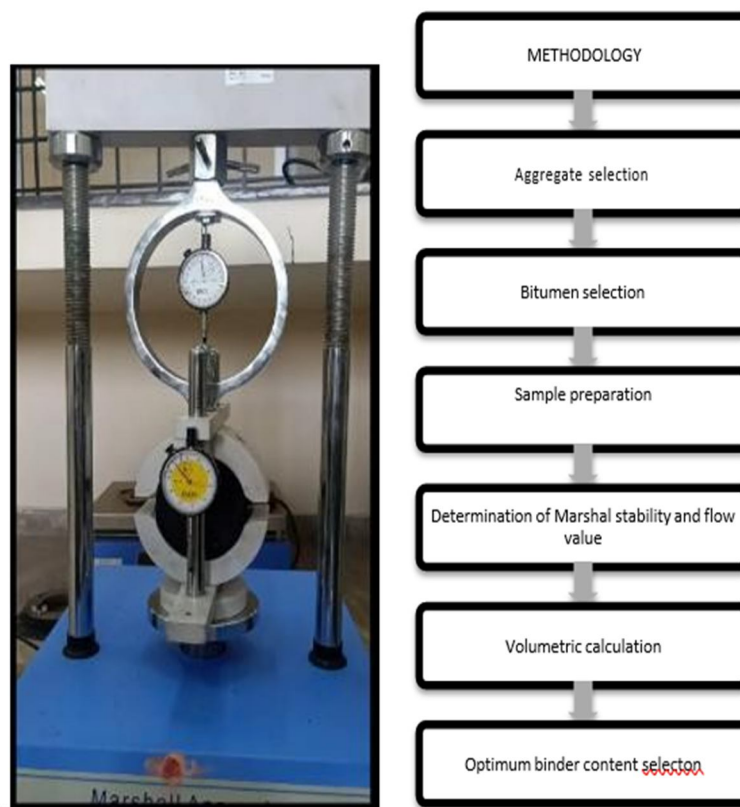 METHODOLOGY
Aggregate selection
Bitumen selection
Sample preparation
Determination of Marshal stability and flow
value
Volumetric calculation
Optimum binder content selecton
Marshall